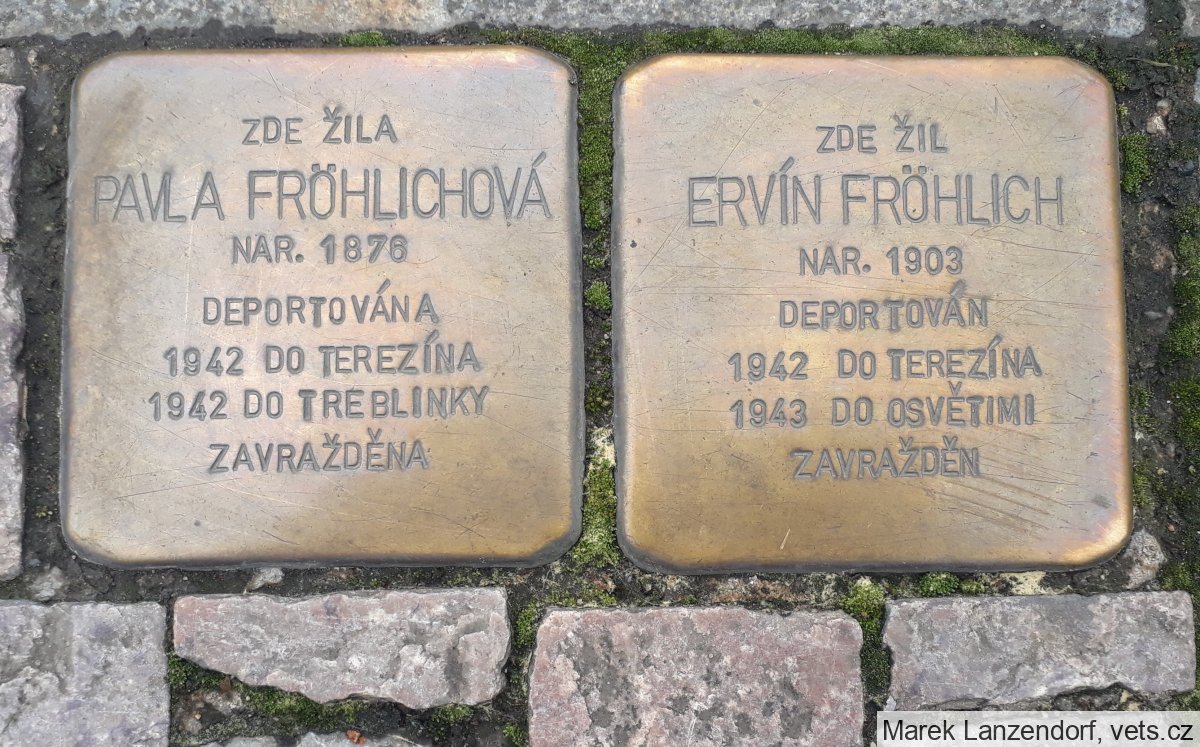 ZDE ŽILA
PAVLA FRÖHLICHOVÁ
NAR. 1876
DEPORTOVÁNA
1942 DO TEREZÍNA
1942 DO TREBLINKY
ZAVRAŽDĚNA
ZDE ŽIL
ERVÍN FRÖHLICH
NAR. 1903
DEPORTOVÁN
1942 DO TEREZÍNA
1943 DO OSVĚTIMI
ZAVRAŽDĚN
Marek Lanzendorf, vets.cz